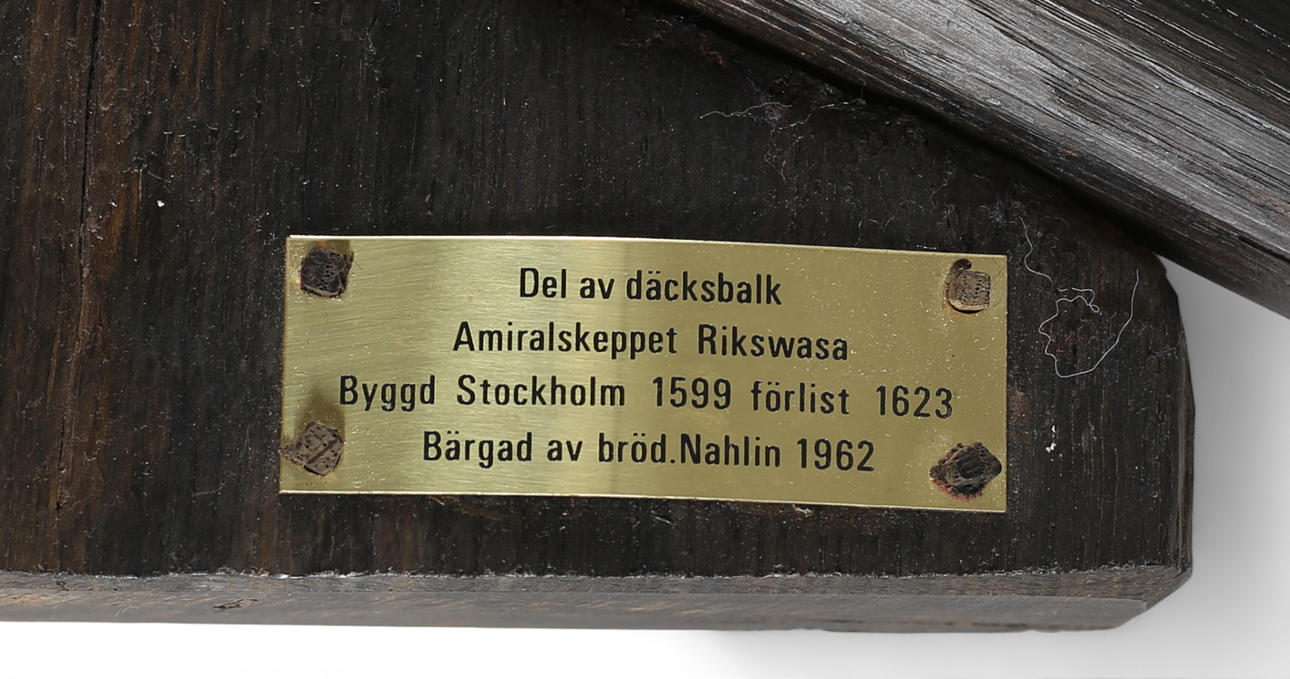 Del av däcksbalk
Amiralskeppet Rikswasa
Byggd Stockholm 1599 förlist 1623
Bärgad av bröd.Nahlin 1962